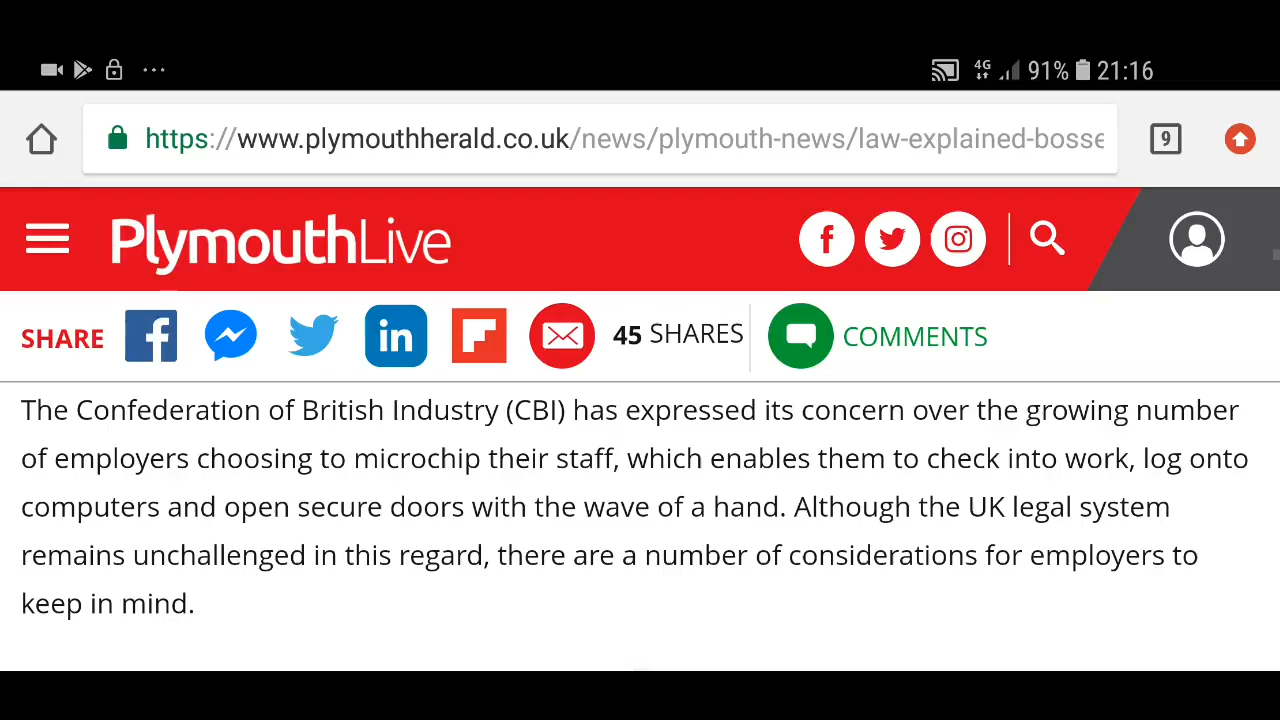 4G 91% 21:16
https://www.plymouthherald.co.uk/news/plymouth-news/law-explained-bosse
9
PlymouthLive
SHARE 45 SHARES COMMENTS
The Confederation of British Industry (CBI) has expressed its concern over the growing number
of employers choosing to microchip their staff, which enables them to check into work, log onto
computers and open secure doors with the wave of a hand. Although the UK legal system
remains unchallenged in this regard, there are a number of considerations for employers to
keep in mind.